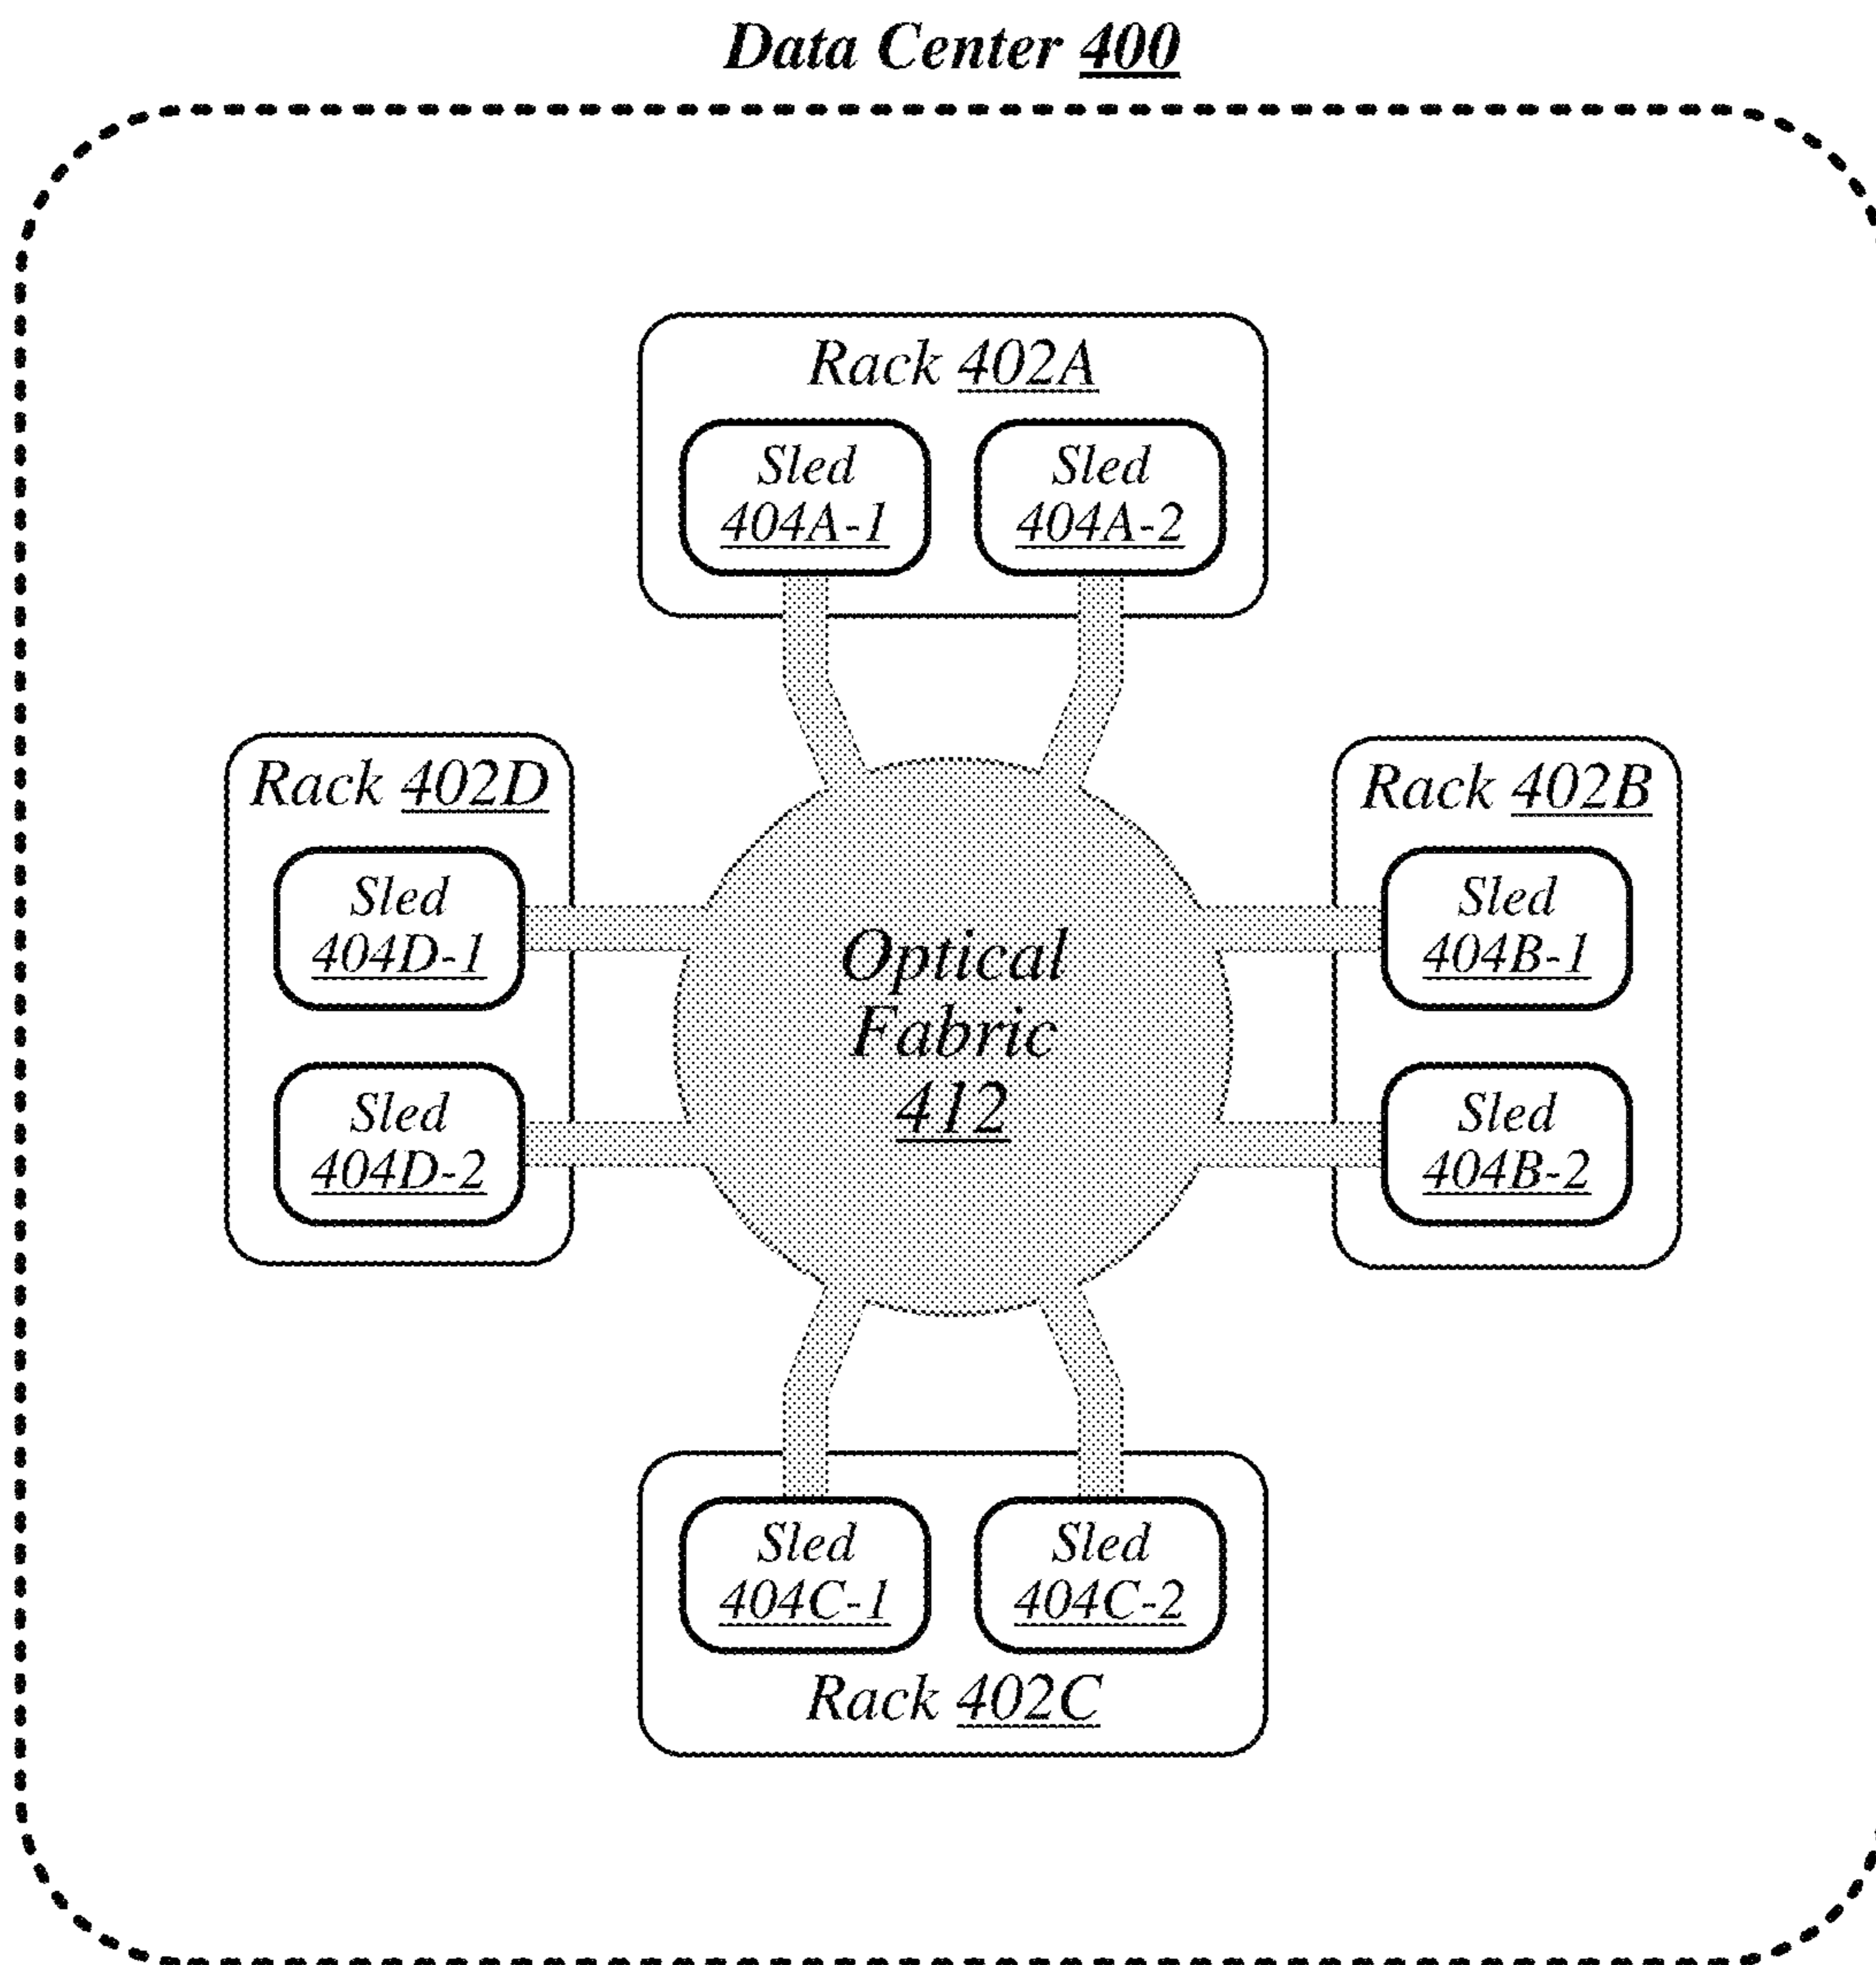 Data Center 400
Rack 402A
Sled
404A-1
Sled
404A-2
Rack 402D
Sled
404D-1
Sled
404D-2
Optical
Fabric
412
Rack 402B
Sled
404B-1
Sled
404B-2
Sled
404C-1
Sled
404C-2
Rack 402C